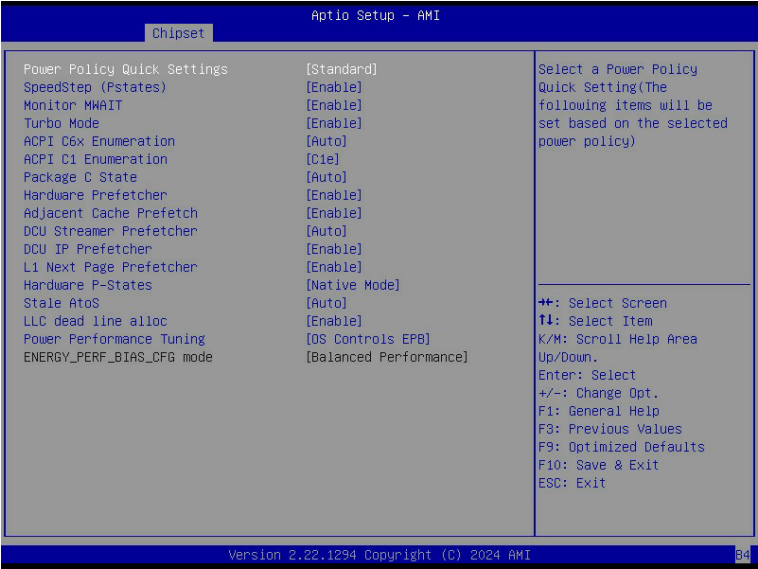 Aptio Setup – AMI
Chipset
Power Policy Quick Settings [Standard]
SpeedStep (Pstates) [Enable]
Monitor MWAIT [Enable]
Turbo Mode [Enable]
ACPI C6x Enumeration [Auto]
ACPI C1 Enumeration [C1e]
Package C State [Auto]
Hardware Prefetcher [Enable]
Adjacent Cache Prefetch [Enable]
DCU Streamer Prefetcher [Auto]
DCU IP Prefetcher [Enable]
L1 Next Page Prefetcher [Enable]
Hardware P-States [Native Mode]
Stale AtoS [Auto]
LLC dead line alloc [Enable]
Power Performance Tuning [OS Controls EPB]
ENERGY_PERF_BIAS_CFG mode [Balanced Performance]
Select a Power Policy
Quick Setting(The
following items will be
set based on the selected
power policy)
→←: Select Screen
↑↓: Select Item
K/M: Scroll Help Area
Up/Down.
Enter: Select
+/-: Change Opt.
F1: General Help
F3: Previous Values
F9: Optimized Defaults
F10: Save & Exit
ESC: Exit
Version 2.22.1294 Copyright (C) 2024 AMI
B4